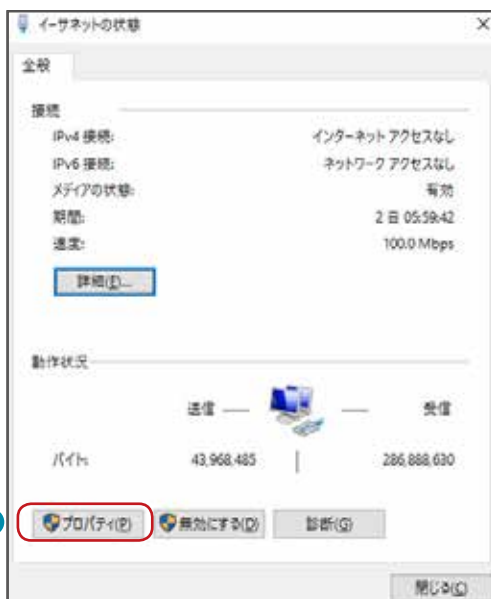 イーサネットの状態
全般
接続
IPv4 接続: インターネット アクセスなし
IPv6 接続: ネットワーク アクセスなし
メディアの状態: 有効
期間: 2 日 05:59:42
速度: 100.0 Mbps
詳細(E)...
動作状況
送信 — — 受信
バイト: 43,968,485 | 286,888,630
プロパティ(P) 無効にする(D) 診断(G)
閉じる(C)